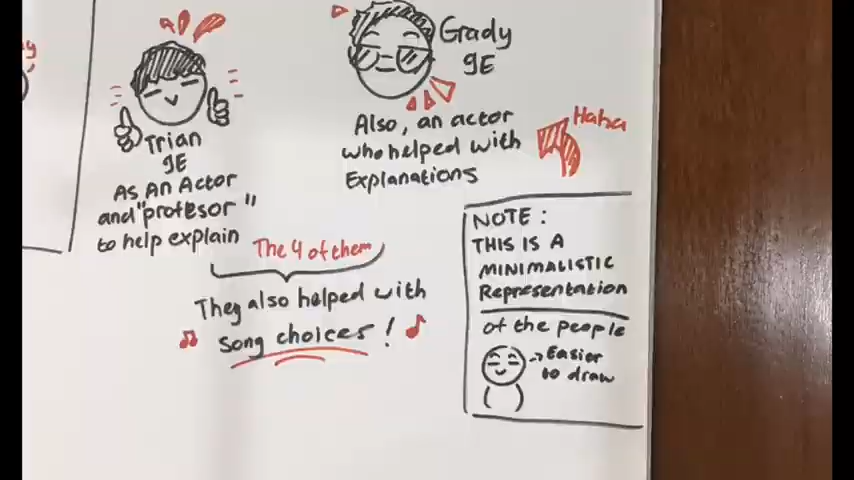 Trian
9E
As An Actor
and "profesor"
to help explain
Grady
9E
Also, an actor
who helped with
Explanations
Haha
The 4 of them
They also helped with
song choices!
NOTE:
THIS IS A
MINIMALISTIC
Representation
of the people
Easier
to draw